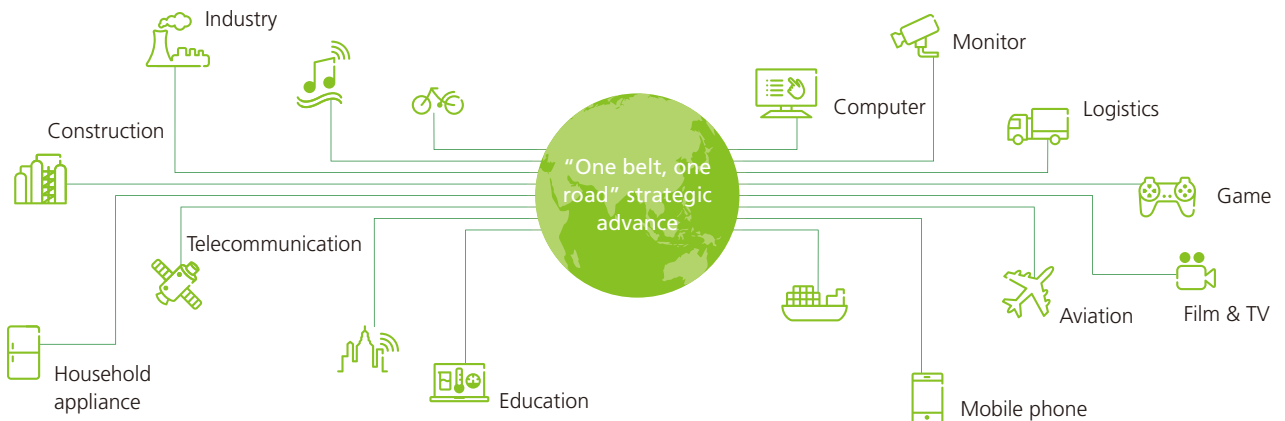 Industry
Monitor
Computer
Logistics
Construction
“One belt, one
road” strategic
advance
Game
Telecommunication
Aviation
Film & TV
Household
appliance
Education
Mobile phone